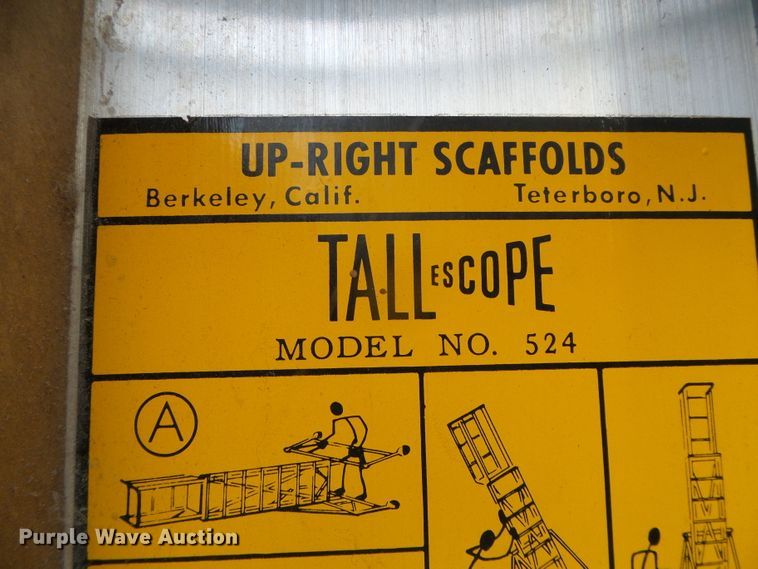 UP-RIGHT SCAFFOLDS
Berkeley, Calif. Teterboro, N.J.
TALLESCOPE
MODEL NO. 524
A
Purple Wave Auction